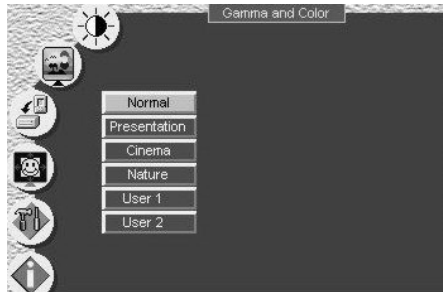 Gamma and Color
Normal
Presentation
Cinema
Nature
User 1
User 2